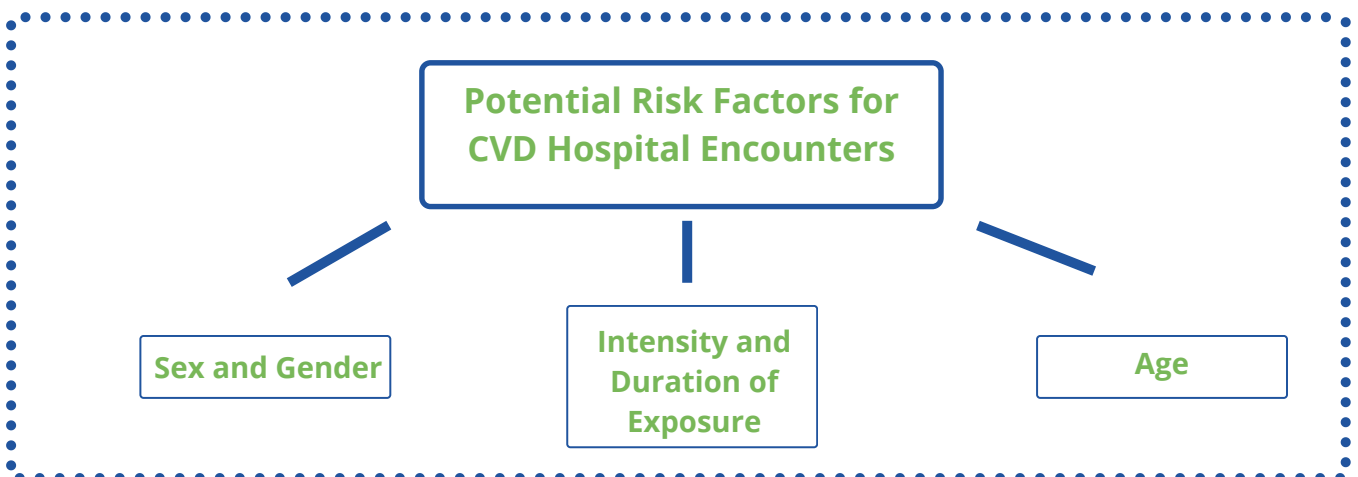 Potential Risk Factors for
CVD Hospital Encounters
Sex and Gender
Intensity and
Duration of
Exposure
Age